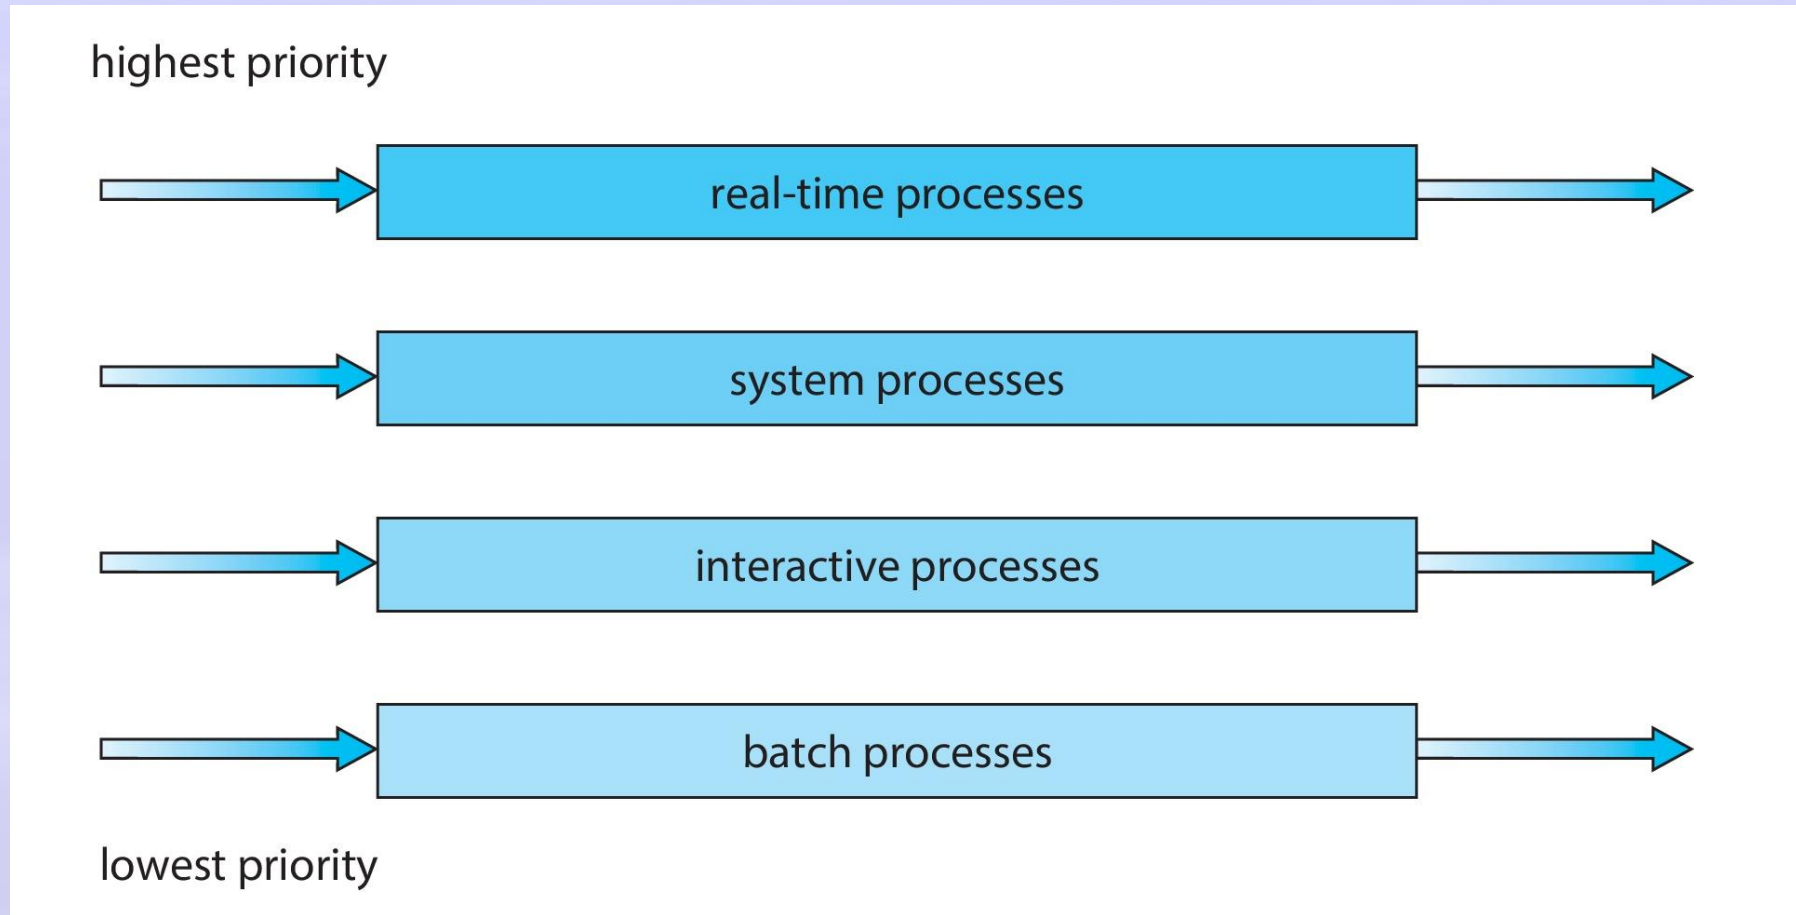 highest priority
real-time processes
system processes
interactive processes
batch processes
lowest priority